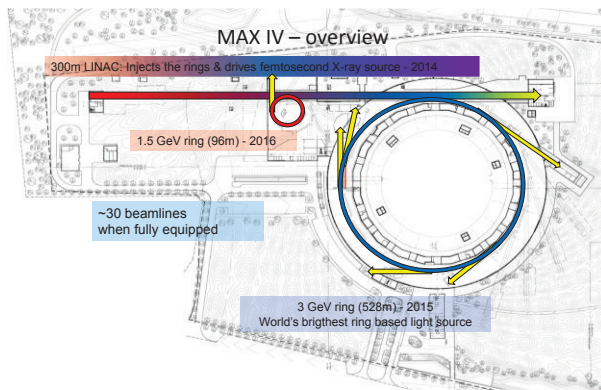 MAX IV – overview
300m LINAC: Injects the rings & drives femtosecond X-ray source - 2014
1.5 GeV ring (96m) - 2016
~30 beamlines
when fully equipped
3 GeV ring (528m) - 2015
World's brigthest ring based light source